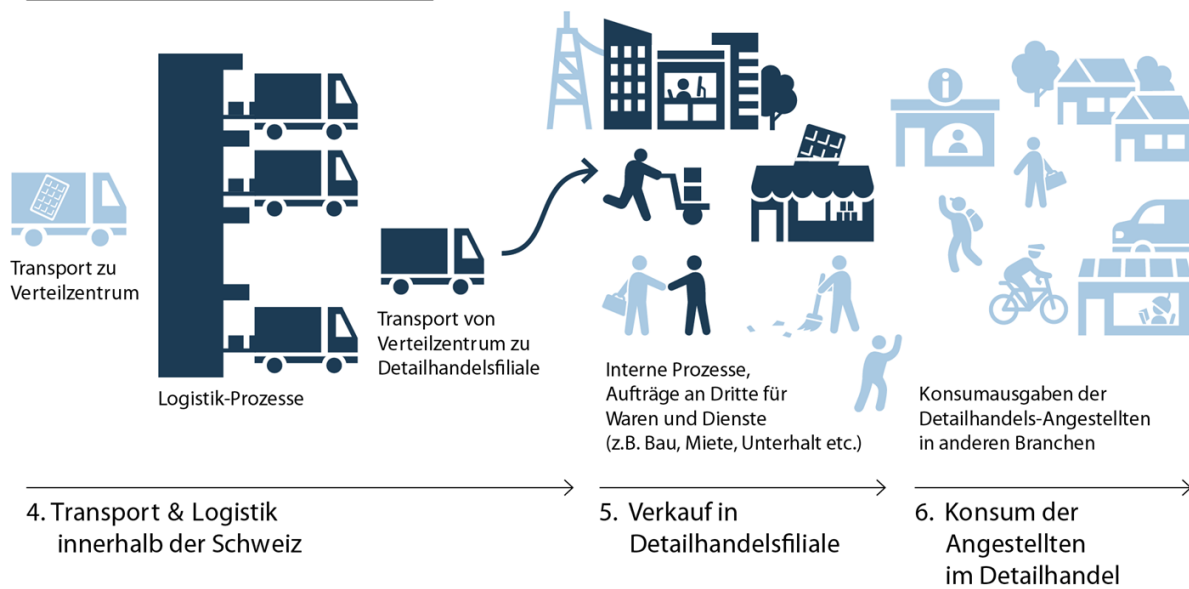 Transport zu
Verteilzentrum
Logistik-Prozesse
Transport von
Verteilzentrum zu
Detailhandelsfiliale
Interne Prozesse,
Aufträge an Dritte für
Waren und Dienste
(z.B. Bau, Miete, Unterhalt etc.)
i
Konsumausgaben der
Detailhandels-Angestellten
in anderen Branchen
4. Transport & Logistik
innerhalb der Schweiz
5. Verkauf in
Detailhandelsfiliale
6. Konsum der
Angestellten
im Detailhandel